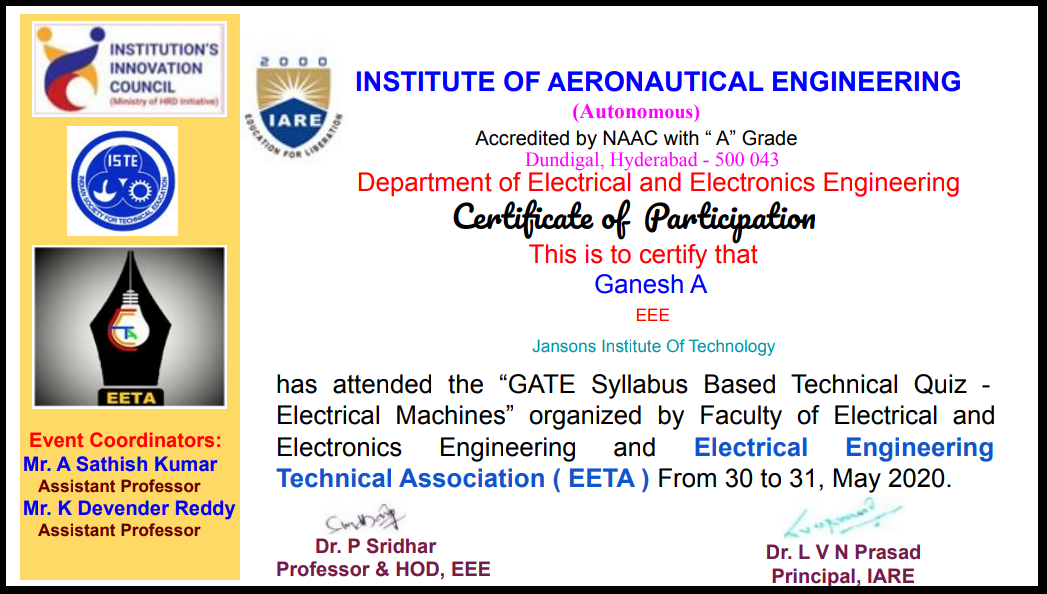 INSTITUTION'S
INNOVATION
COUNCIL
(Ministry of HRD Initiative)
ISTE
INDIAN SOCIETY FOR TECHNICAL EDUCATION
EETA
Event Coordinators:
Mr. A Sathish Kumar
Assistant Professor
Mr. K Devender Reddy
Assistant Professor
2000
IARE
EDUCATION FOR LIBERATION
INSTITUTE OF AERONAUTICAL ENGINEERING
(Autonomous)
Accredited by NAAC with “ A” Grade
Dundigal, Hyderabad - 500 043
Department of Electrical and Electronics Engineering
Certificate of Participation
This is to certify that
Ganesh A
EEE
Jansons Institute Of Technology
has attended the “GATE Syllabus Based Technical Quiz -
Electrical Machines” organized by Faculty of Electrical and
Electronics Engineering and Electrical Engineering
Technical Association ( EETA ) From 30 to 31, May 2020.
Dr. P Sridhar
Professor & HOD, EEE
Dr. L V N Prasad
Principal, IARE